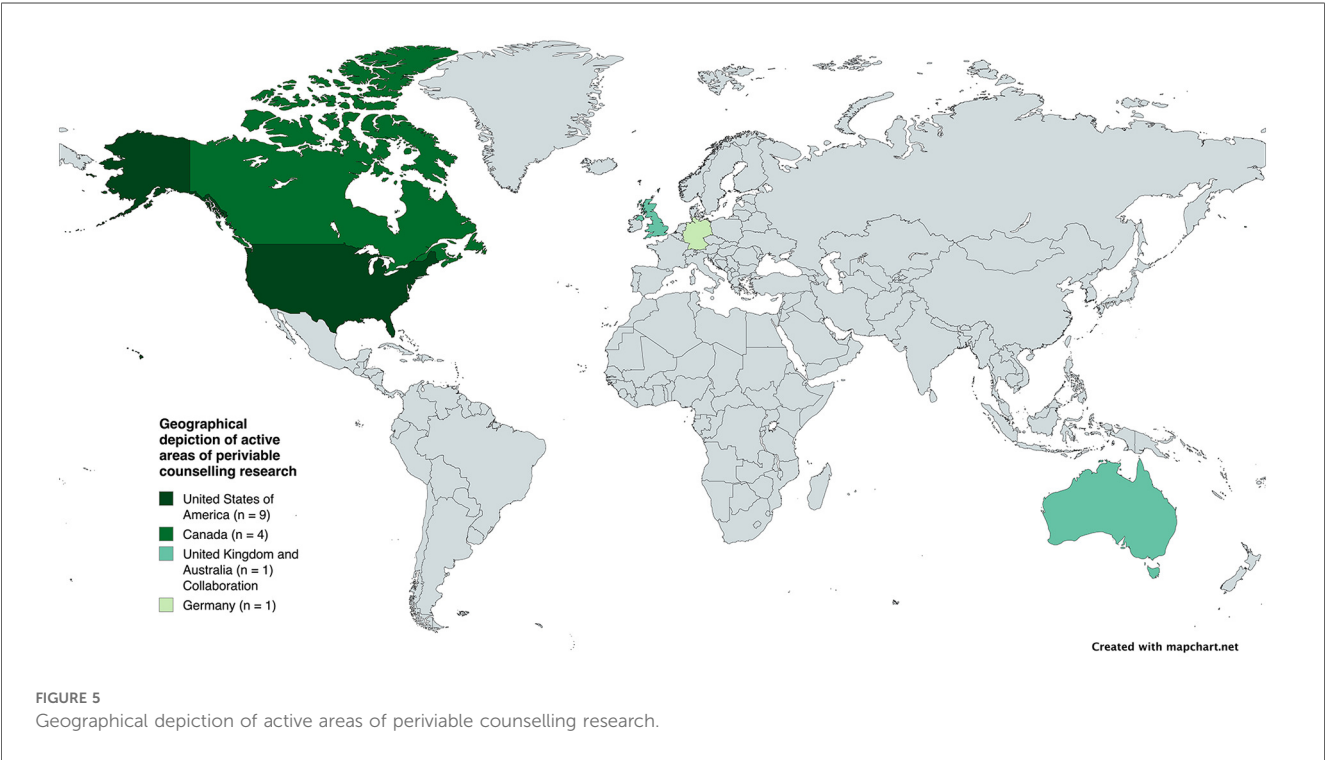 Geographical
depiction of active
areas of periviable
counselling research
United States of
America (n = 9)
Canada (n = 4)
United Kingdom and
Australia (n = 1)
Collaboration
Germany (n = 1)
Created with mapchart.net
FIGURE 5
Geographical depiction of active areas of periviable counselling research.